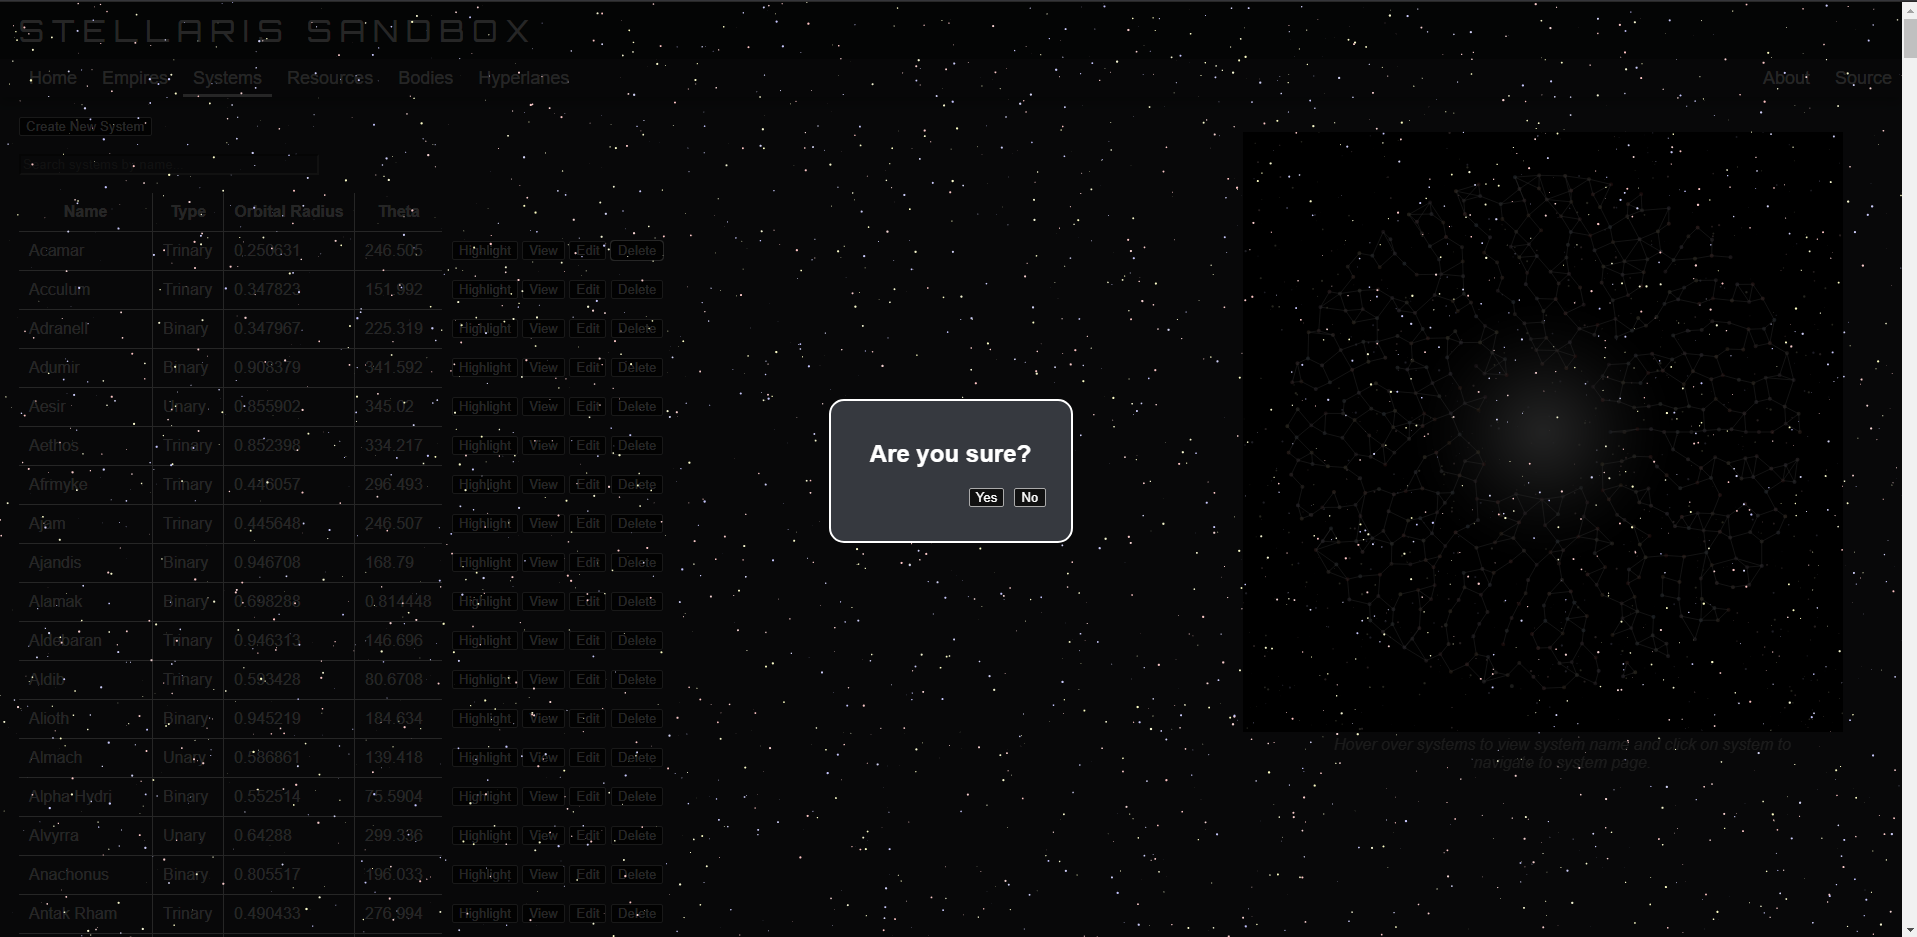 STELLARIS SANDBOX
Home Empires Systems Resources Bodies Hyperlanes About Source
Create New System
Search systems by name
Name Type Orbital Radius Theta
Acamar Trinary 0.250631 246.505 Highlight View Edit Delete
Acculum Trinary 0.347823 151.992 Highlight View Edit Delete
Adranell Binary 0.347967 225.319 Highlight View Edit Delete
Adumir Binary 0.908379 341.592 Highlight View Edit Delete
Aesir Unary 0.855902 345.02 Highlight View Edit Delete
Aethos Trinary 0.852398 334.217 Highlight View Edit Delete
Afrmyke Trinary 0.446057 296.493 Highlight View Edit Delete
Ajam Trinary 0.445648 246.507 Highlight View Edit Delete
Ajandis Binary 0.946708 168.79 Highlight View Edit Delete
Alamak Binary 0.698288 0.814448 Highlight View Edit Delete
Aldebaran Trinary 0.946313 146.696 Highlight View Edit Delete
Aldib Trinary 0.593428 80.6708 Highlight View Edit Delete
Alioth Binary 0.945219 184.634 Highlight View Edit Delete
Almach Unary 0.586861 139.418 Highlight View Edit Delete
Alpha Hydri Binary 0.552514 75.5904 Highlight View Edit Delete
Alvyrra Unary 0.64288 299.336 Highlight View Edit Delete
Anachonus Binary 0.805517 196.033 Highlight View Edit Delete
Antak Rham Trinary 0.490433 276.994 Highlight View Edit Delete
Are you sure?
Yes No
Hover over systems to view system name and click on system to
navigate to system page.